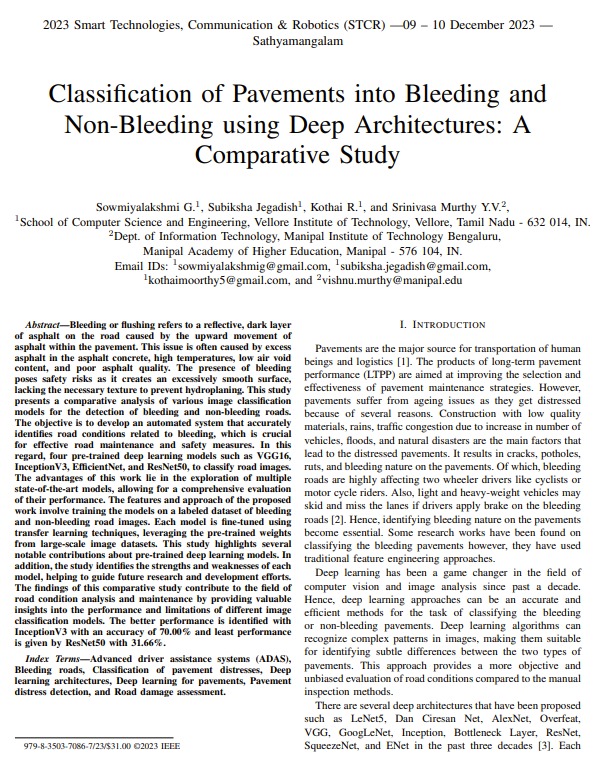 2023 Smart Technologies, Communication & Robotics (STCR) —09 – 10 December 2023 —
Sathyamangalam
Classification of Pavements into Bleeding and
Non-Bleeding using Deep Architectures: A
Comparative Study
Sowmiyalakshmi G.¹, Subiksha Jegadish¹, Kothai R.¹, and Srinivasa Murthy Y.V.²,
¹School of Computer Science and Engineering, Vellore Institute of Technology, Vellore, Tamil Nadu - 632 014, IN.
²Dept. of Information Technology, Manipal Institute of Technology Bengaluru,
Manipal Academy of Higher Education, Manipal - 576 104, IN.
Email IDs: ¹sowmiyalakshmig@gmail.com, ¹subiksha.jegadish@gmail.com,
¹kothaimoorthy5@gmail.com, and ²vishnu.murthy@manipal.edu
Abstract—Bleeding or flushing refers to a reflective, dark layer
of asphalt on the road caused by the upward movement of
asphalt within the pavement. This issue is often caused by excess
asphalt in the asphalt concrete, high temperatures, low air void
content, and poor asphalt quality. The presence of bleeding
poses safety risks as it creates an excessively smooth surface,
lacking the necessary texture to prevent hydroplaning. This study
presents a comparative analysis of various image classification
models for the detection of bleeding and non-bleeding roads.
The objective is to develop an automated system that accurately
identifies road conditions related to bleeding, which is crucial
for effective road maintenance and safety measures. In this
regard, four pre-trained deep learning models such as VGG16,
InceptionV3, EfficientNet, and ResNet50, to classify road images.
The advantages of this work lie in the exploration of multiple
state-of-the-art models, allowing for a comprehensive evaluation
of their performance. The features and approach of the proposed
work involve training the models on a labeled dataset of bleeding
and non-bleeding road images. Each model is fine-tuned using
transfer learning techniques, leveraging the pre-trained weights
from large-scale image datasets. This study highlights several
notable contributions about pre-trained deep learning models. In
addition, the study identifies the strengths and weaknesses of each
model, helping to guide future research and development efforts.
The findings of this comparative study contribute to the field of
road condition analysis and maintenance by providing valuable
insights into the performance and limitations of different image
classification models. The better performance is identified with
InceptionV3 with an accuracy of 70.00% and least performance
is given by ResNet50 with 31.66%.
Index Terms—Advanced driver assistance systems (ADAS),
Bleeding roads, Classification of pavement distresses, Deep
learning architectures, Deep learning for pavements, Pavement
distress detection, and Road damage assessment.
979-8-3503-7086-7/23/$31.00 ©2023 IEEE
I. INTRODUCTION
Pavements are the major source for transportation of human
beings and logistics [1]. The products of long-term pavement
performance (LTPP) are aimed at improving the selection and
effectiveness of pavement maintenance strategies. However,
pavements suffer from ageing issues as they get distressed
because of several reasons. Construction with low quality
materials, rains, traffic congestion due to increase in number of
vehicles, floods, and natural disasters are the main factors that
lead to the distressed pavements. It results in cracks, potholes,
ruts, and bleeding nature on the pavements. Of which, bleeding
roads are highly affecting two wheeler drivers like cyclists or
motor cycle riders. Also, light and heavy-weight vehicles may
skid and miss the lanes if drivers apply brake on the bleeding
roads [2]. Hence, identifying bleeding nature on the pavements
become essential. Some research works have been found on
classifying the bleeding pavements however, they have used
traditional feature engineering approaches.
Deep learning has been a game changer in the field of
computer vision and image analysis since past a decade.
Hence, deep learning approaches can be an accurate and
efficient methods for the task of classifying the bleeding
or non-bleeding pavements. Deep learning algorithms can
recognize complex patterns in images, making them suitable
for identifying subtle differences between the two types of
pavements. This approach provides a more objective and
unbiased evaluation of road conditions compared to the manual
inspection methods.
There are several deep architectures that have been proposed
such as LeNet5, Dan Ciresan Net, AlexNet, Overfeat,
VGG, GoogLeNet, Inception, Bottleneck Layer, ResNet,
SqueezeNet, and ENet in the past three decades [3]. Each